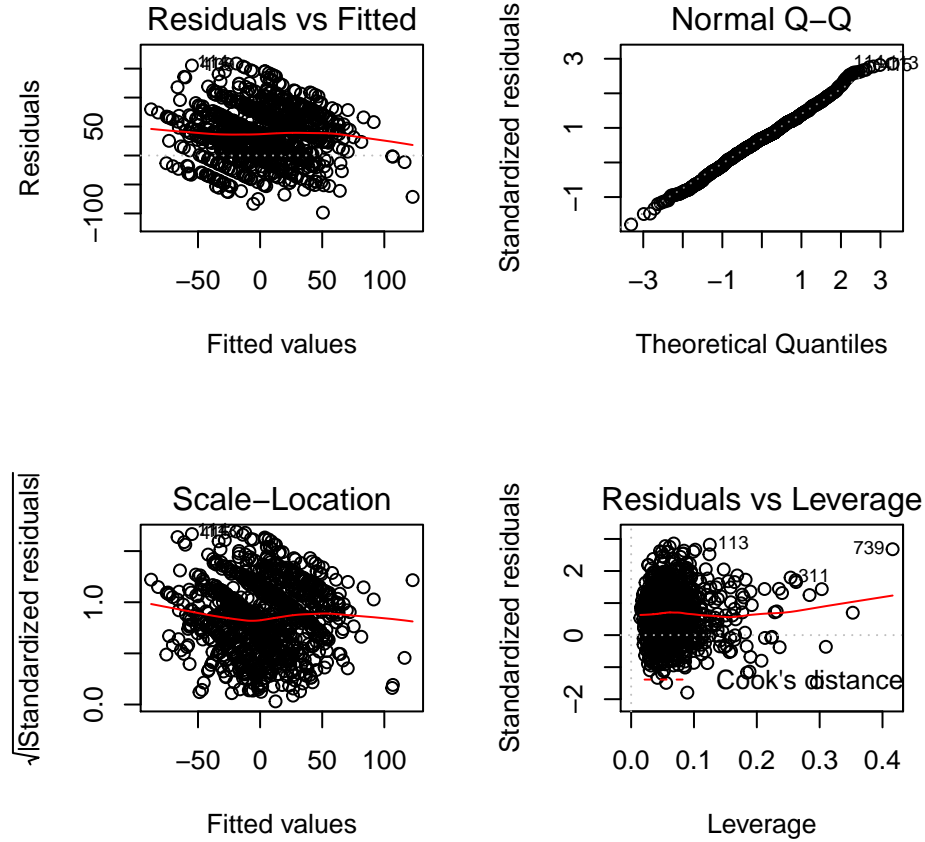 Residuals vs Fitted
Residuals
50
−100
−50 0 50 100
Fitted values
Normal Q−Q
Standardized residuals
3
1
−1
−3 −1 1 2 3
Theoretical Quantiles
Scale−Location
√|Standardized residuals|
1.0
0.0
−50 0 50 100
Fitted values
Residuals vs Leverage
Standardized residuals
2
0
−2
113
739
311
Cook's distance
0.0 0.1 0.2 0.3 0.4
Leverage